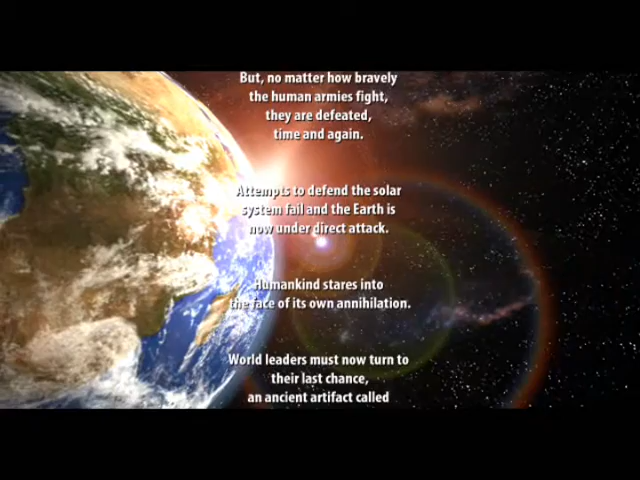 But, no matter how bravely
the human armies fight,
they are defeated,
time and again.
Attempts to defend the solar
system fail and the Earth is
now under direct attack.
Humankind stares into
the face of its own annihilation.
World leaders must now turn to
their last chance,
an ancient artifact called